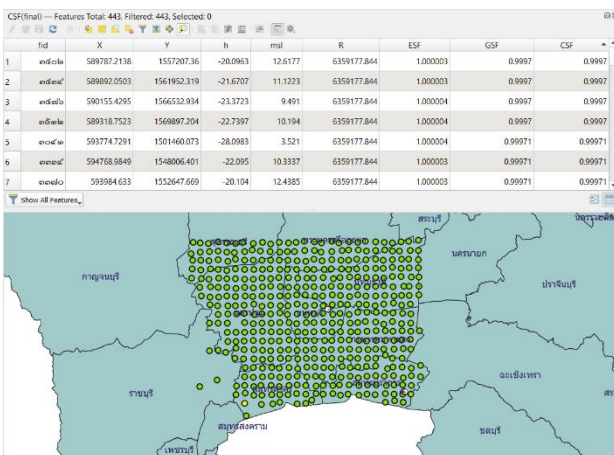 CSF(final) — Features Total: 443, Filtered: 443, Selected: 0
fid X Y h msl R ESF GSF CSF
1 589787.2138 1557207.36 -20.0963 12.6177 6359177.844 1.000003 0.9997 0.9997
2 589892.0503 1561952.319 -21.6707 11.1223 6359177.844 1.000003 0.9997 0.9997
3 590155.4295 1566532.934 -23.3723 9.491 6359177.844 1.000004 0.9997 0.9997
4 589318.7523 1569897.204 -22.7397 10.194 6359177.844 1.000004 0.9997 0.9997
5 593774.7291 1501460.073 -28.0983 3.521 6359177.844 1.000004 0.99971 0.99971
6 594768.9849 1548006.401 -22.095 10.3337 6359177.844 1.000003 0.99971 0.99971
7 593984.633 1552647.669 -20.104 12.4385 6359177.844 1.000003 0.99971 0.99971
Show All Features
สระบุรี
นครนายก
กาญจนบุรี
ปราจีนบุรี
ฉะเชิงเทรา
ราชบุรี
สมุทรสงคราม
ชลบุรี
เพชรบุรี